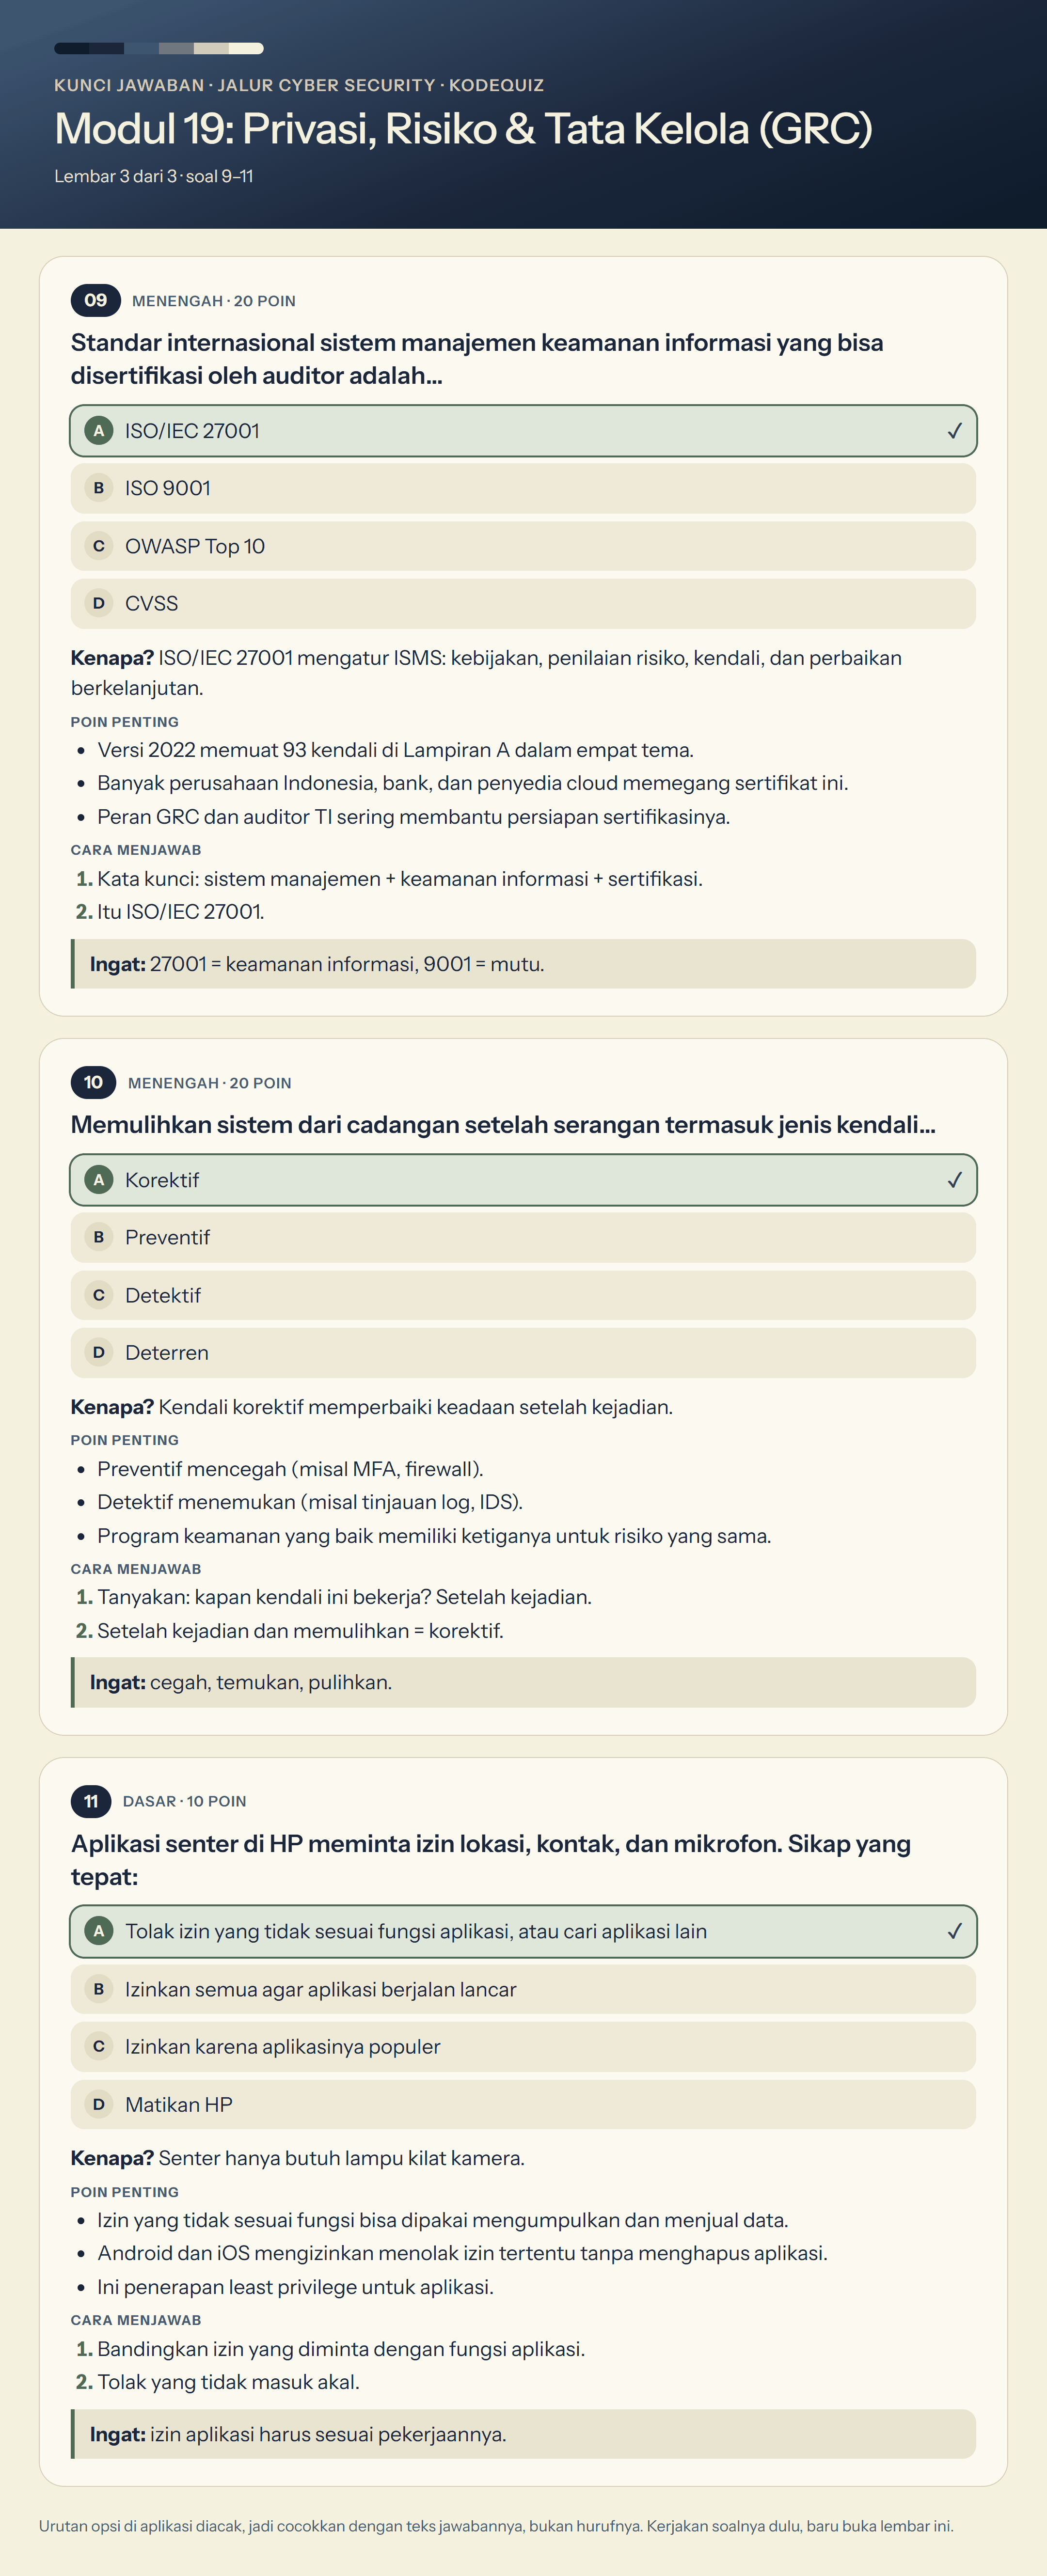 KUNCI JAWABAN · JALUR CYBER SECURITY · KODEQUIZ
Modul 19: Privasi, Risiko & Tata Kelola (GRC)
Lembar 3 dari 3 · soal 9–11
09 MENENGAH · 20 POIN
Standar internasional sistem manajemen keamanan informasi yang bisa
disertifikasi oleh auditor adalah...
A ISO/IEC 27001 ✓
B ISO 9001
C OWASP Top 10
D CVSS
Kenapa? ISO/IEC 27001 mengatur ISMS: kebijakan, penilaian risiko, kendali, dan perbaikan
berkelanjutan.
POIN PENTING
• Versi 2022 memuat 93 kendali di Lampiran A dalam empat tema.
• Banyak perusahaan Indonesia, bank, dan penyedia cloud memegang sertifikat ini.
• Peran GRC dan auditor TI sering membantu persiapan sertifikasinya.
CARA MENJAWAB
1. Kata kunci: sistem manajemen + keamanan informasi + sertifikasi.
2. Itu ISO/IEC 27001.
Ingat: 27001 = keamanan informasi, 9001 = mutu.
10 MENENGAH · 20 POIN
Memulihkan sistem dari cadangan setelah serangan termasuk jenis kendali...
A Korektif ✓
B Preventif
C Detektif
D Deterren
Kenapa? Kendali korektif memperbaiki keadaan setelah kejadian.
POIN PENTING
• Preventif mencegah (misal MFA, firewall).
• Detektif menemukan (misal tinjauan log, IDS).
• Program keamanan yang baik memiliki ketiganya untuk risiko yang sama.
CARA MENJAWAB
1. Tanyakan: kapan kendali ini bekerja? Setelah kejadian.
2. Setelah kejadian dan memulihkan = korektif.
Ingat: cegah, temukan, pulihkan.
11 DASAR · 10 POIN
Aplikasi senter di HP meminta izin lokasi, kontak, dan mikrofon. Sikap yang
tepat:
A Tolak izin yang tidak sesuai fungsi aplikasi, atau cari aplikasi lain ✓
B Izinkan semua agar aplikasi berjalan lancar
C Izinkan karena aplikasinya populer
D Matikan HP
Kenapa? Senter hanya butuh lampu kilat kamera.
POIN PENTING
• Izin yang tidak sesuai fungsi bisa dipakai mengumpulkan dan menjual data.
• Android dan iOS mengizinkan menolak izin tertentu tanpa menghapus aplikasi.
• Ini penerapan least privilege untuk aplikasi.
CARA MENJAWAB
1. Bandingkan izin yang diminta dengan fungsi aplikasi.
2. Tolak yang tidak masuk akal.
Ingat: izin aplikasi harus sesuai pekerjaannya.
Urutan opsi di aplikasi diacak, jadi cocokkan dengan teks jawabannya, bukan hurufnya. Kerjakan soalnya dulu, baru buka lembar ini.